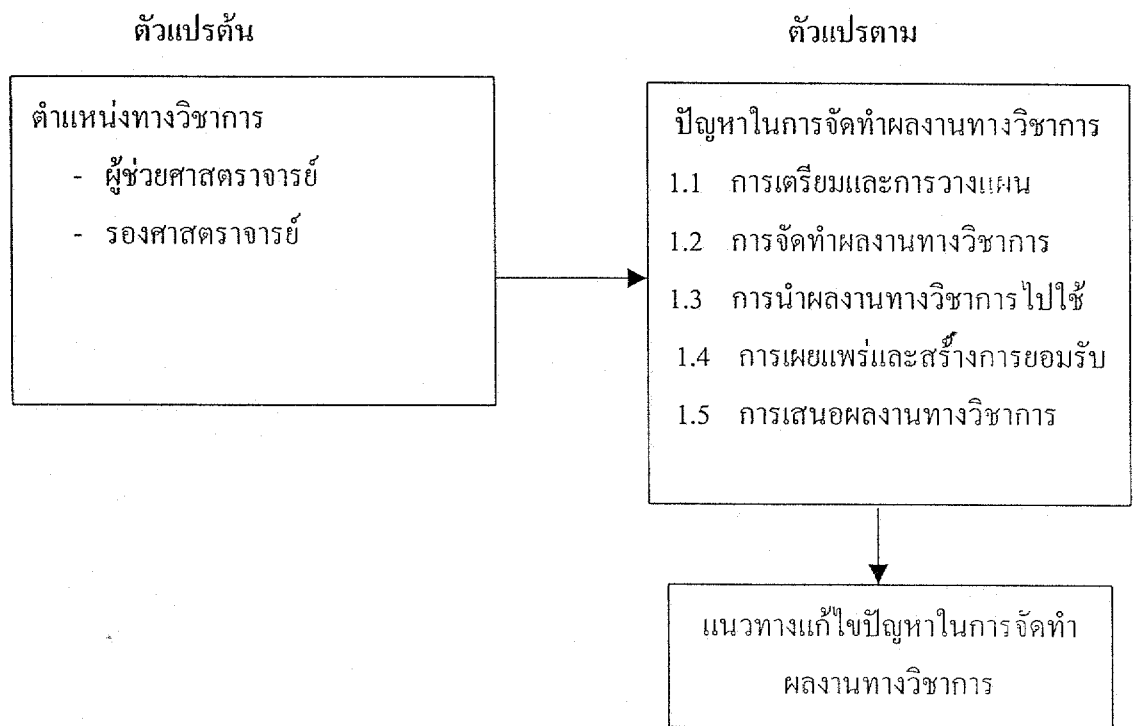 ตัวแปรต้น
ตำแหน่งทางวิชาการ
- ผู้ช่วยศาสตราจารย์
- รองศาสตราจารย์
ตัวแปรตาม
ปัญหาในการจัดทำผลงานทางวิชาการ
1.1 การเตรียมและการวางแผน
1.2 การจัดทำผลงานทางวิชาการ
1.3 การนำผลงานทางวิชาการไปใช้
1.4 การเผยแพร่และสร้างการยอมรับ
1.5 การเสนอผลงานทางวิชาการ
แนวทางแก้ไขปัญหาในการจัดทำ
ผลงานทางวิชาการ